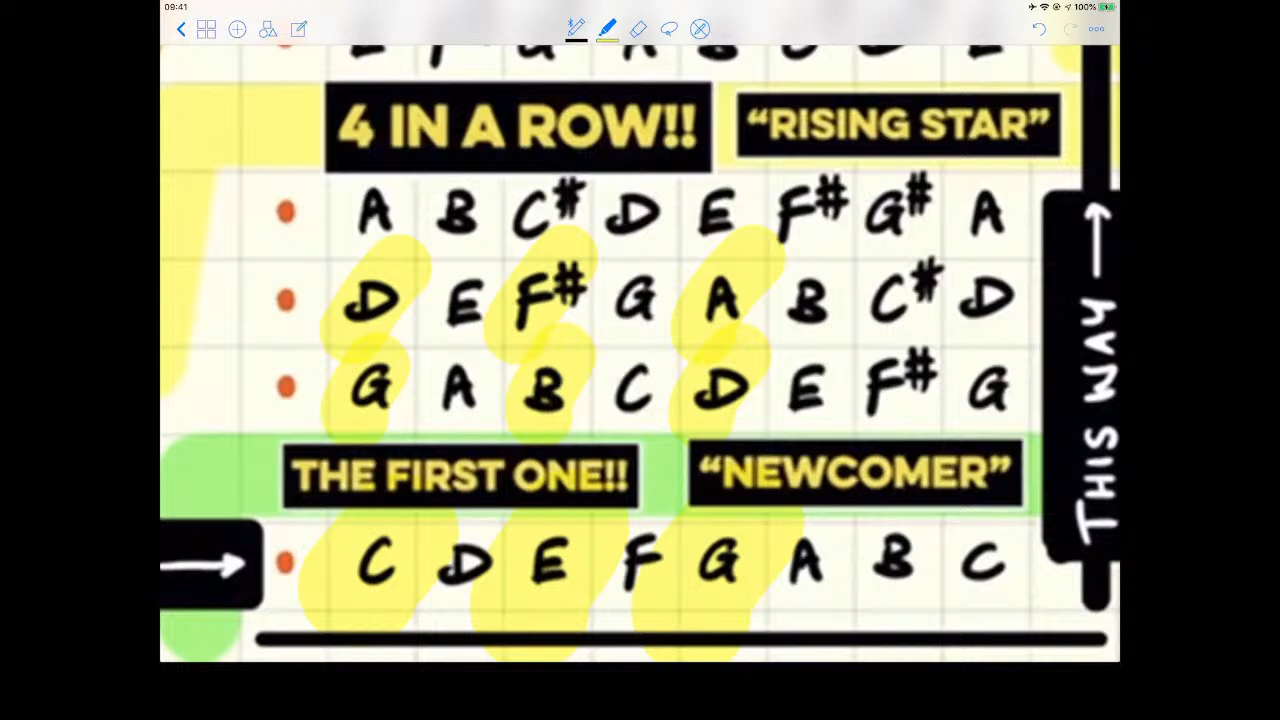 09:41
100%
4 IN A ROW!! "RISING STAR"
A B C# D E F# G# A
D E F# G A B C# D
G A B C D E F# G
THE FIRST ONE!! "NEWCOMER"
C D E F G A B C
THIS WAY